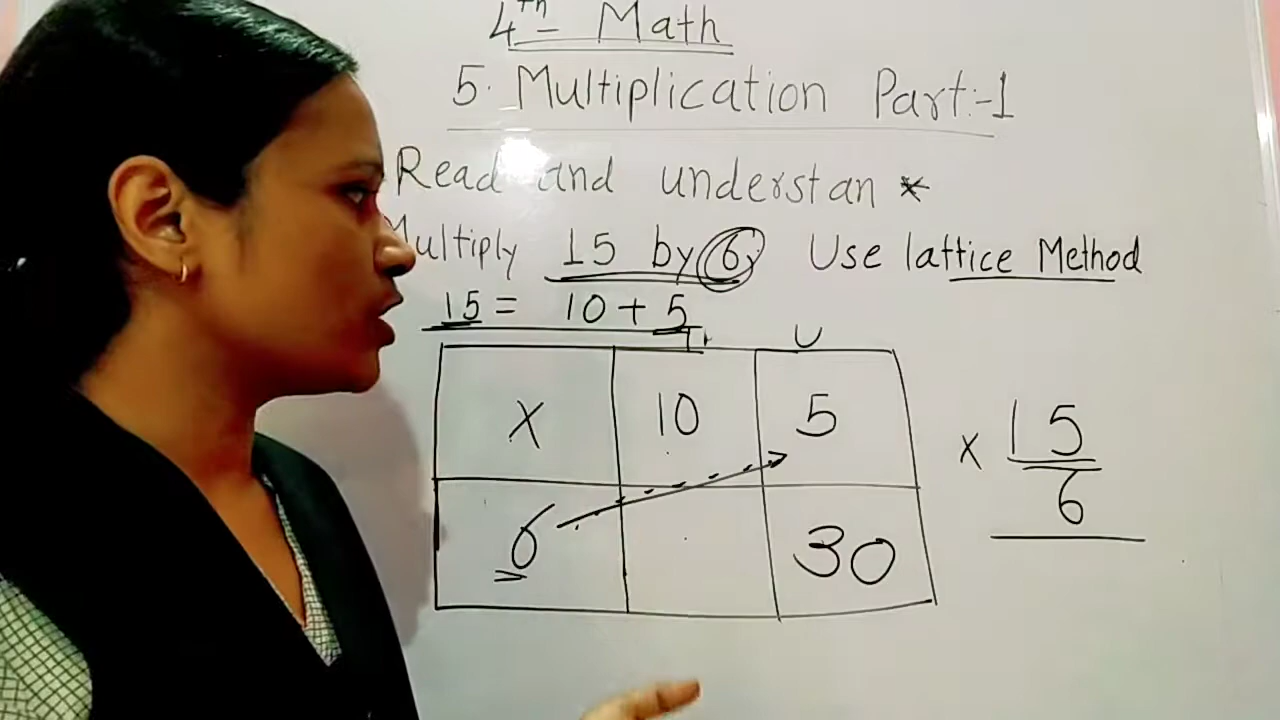 4th Math
5. Multiplication Part:-1
Read and understan *
Multiply 15 by 6, Use lattice Method
15 = 10 + 5
T. U
X 10 5
6 30
x 15
6